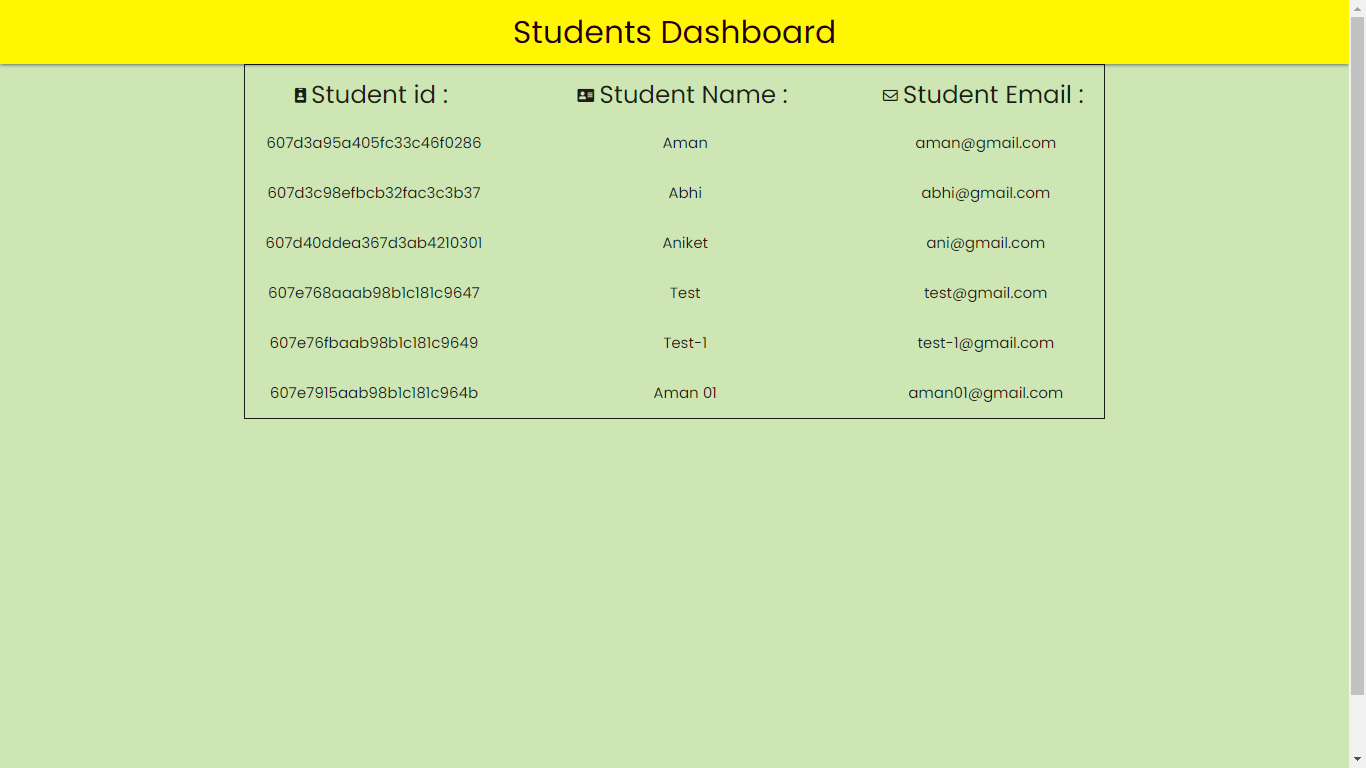 Students Dashboard
Student id : Student Name : Student Email :
607d3a95a405fc33c46f0286 Aman aman@gmail.com
607d3c98efbcb32fac3c3b37 Abhi abhi@gmail.com
607d40ddea367d3ab4210301 Aniket ani@gmail.com
607e768aaab98b1c181c9647 Test test@gmail.com
607e76fbaab98b1c181c9649 Test-1 test-1@gmail.com
607e7915aab98b1c181c964b Aman 01 aman01@gmail.com